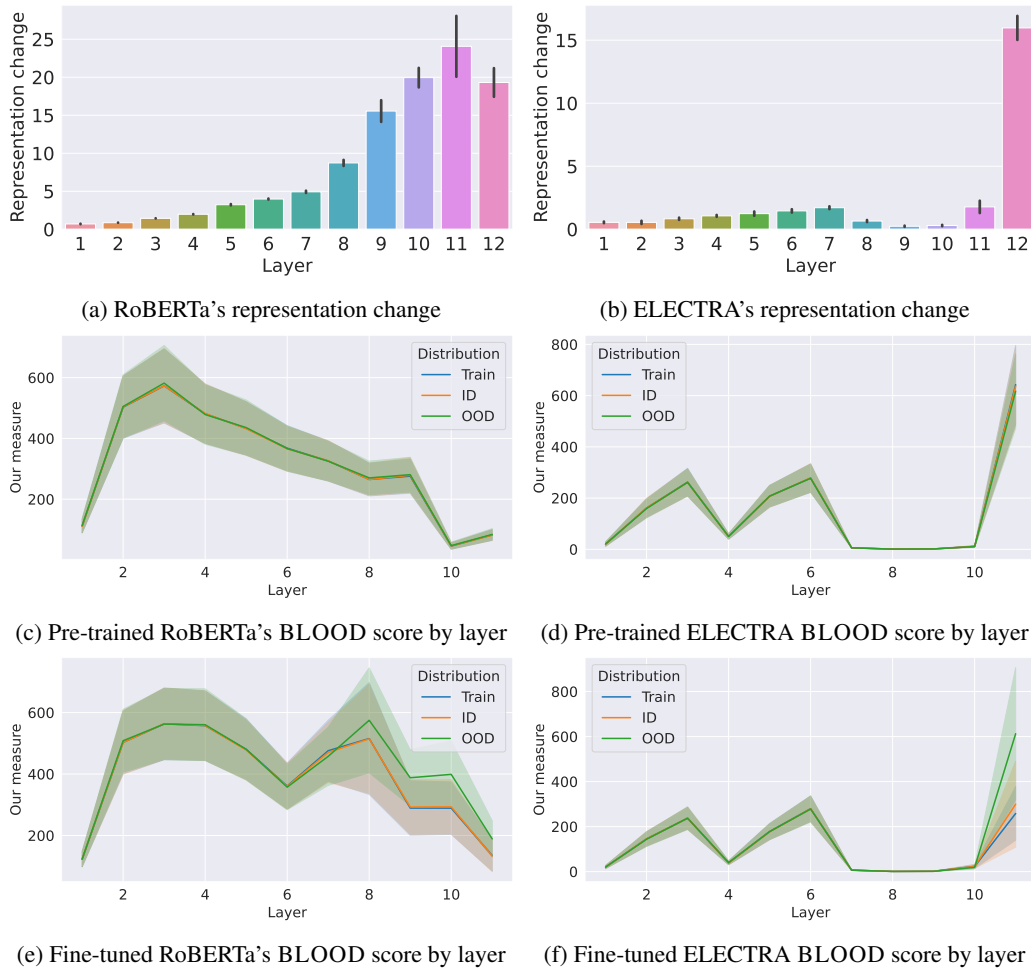 Representation change
25
20
15
10
5
0
1 2 3 4 5 6 7 8 9 10 11 12
Layer
(a) RoBERTa's representation change
Representation change
15
10
5
0
1 2 3 4 5 6 7 8 9 10 11 12
Layer
(b) ELECTRA's representation change
Our measure
600
400
200
2 4 6 8 10
Layer
Distribution
Train
ID
OOD
(c) Pre-trained RoBERTa's BLOOD score by layer
Our measure
800
600
400
200
0
2 4 6 8 10
Layer
Distribution
Train
ID
OOD
(d) Pre-trained ELECTRA BLOOD score by layer
Our measure
600
400
200
2 4 6 8 10
Layer
Distribution
Train
ID
OOD
(e) Fine-tuned RoBERTa's BLOOD score by layer
Our measure
800
600
400
200
0
2 4 6 8 10
Layer
Distribution
Train
ID
OOD
(f) Fine-tuned ELECTRA BLOOD score by layer